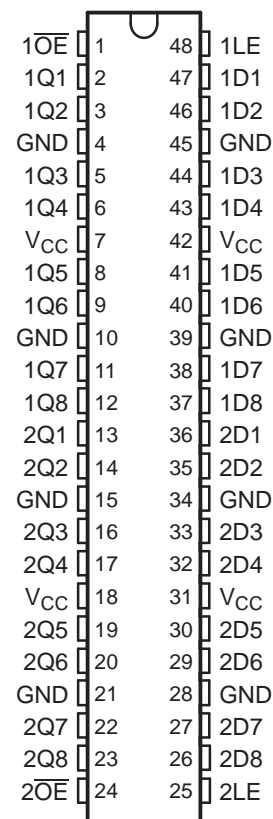 1O̅E̅ 1 48 1LE
1Q1 2 47 1D1
1Q2 3 46 1D2
GND 4 45 GND
1Q3 5 44 1D3
1Q4 6 43 1D4
VCC 7 42 VCC
1Q5 8 41 1D5
1Q6 9 40 1D6
GND 10 39 GND
1Q7 11 38 1D7
1Q8 12 37 1D8
2Q1 13 36 2D1
2Q2 14 35 2D2
GND 15 34 GND
2Q3 16 33 2D3
2Q4 17 32 2D4
VCC 18 31 VCC
2Q5 19 30 2D5
2Q6 20 29 2D6
GND 21 28 GND
2Q7 22 27 2D7
2Q8 23 26 2D8
2O̅E̅ 24 25 2LE